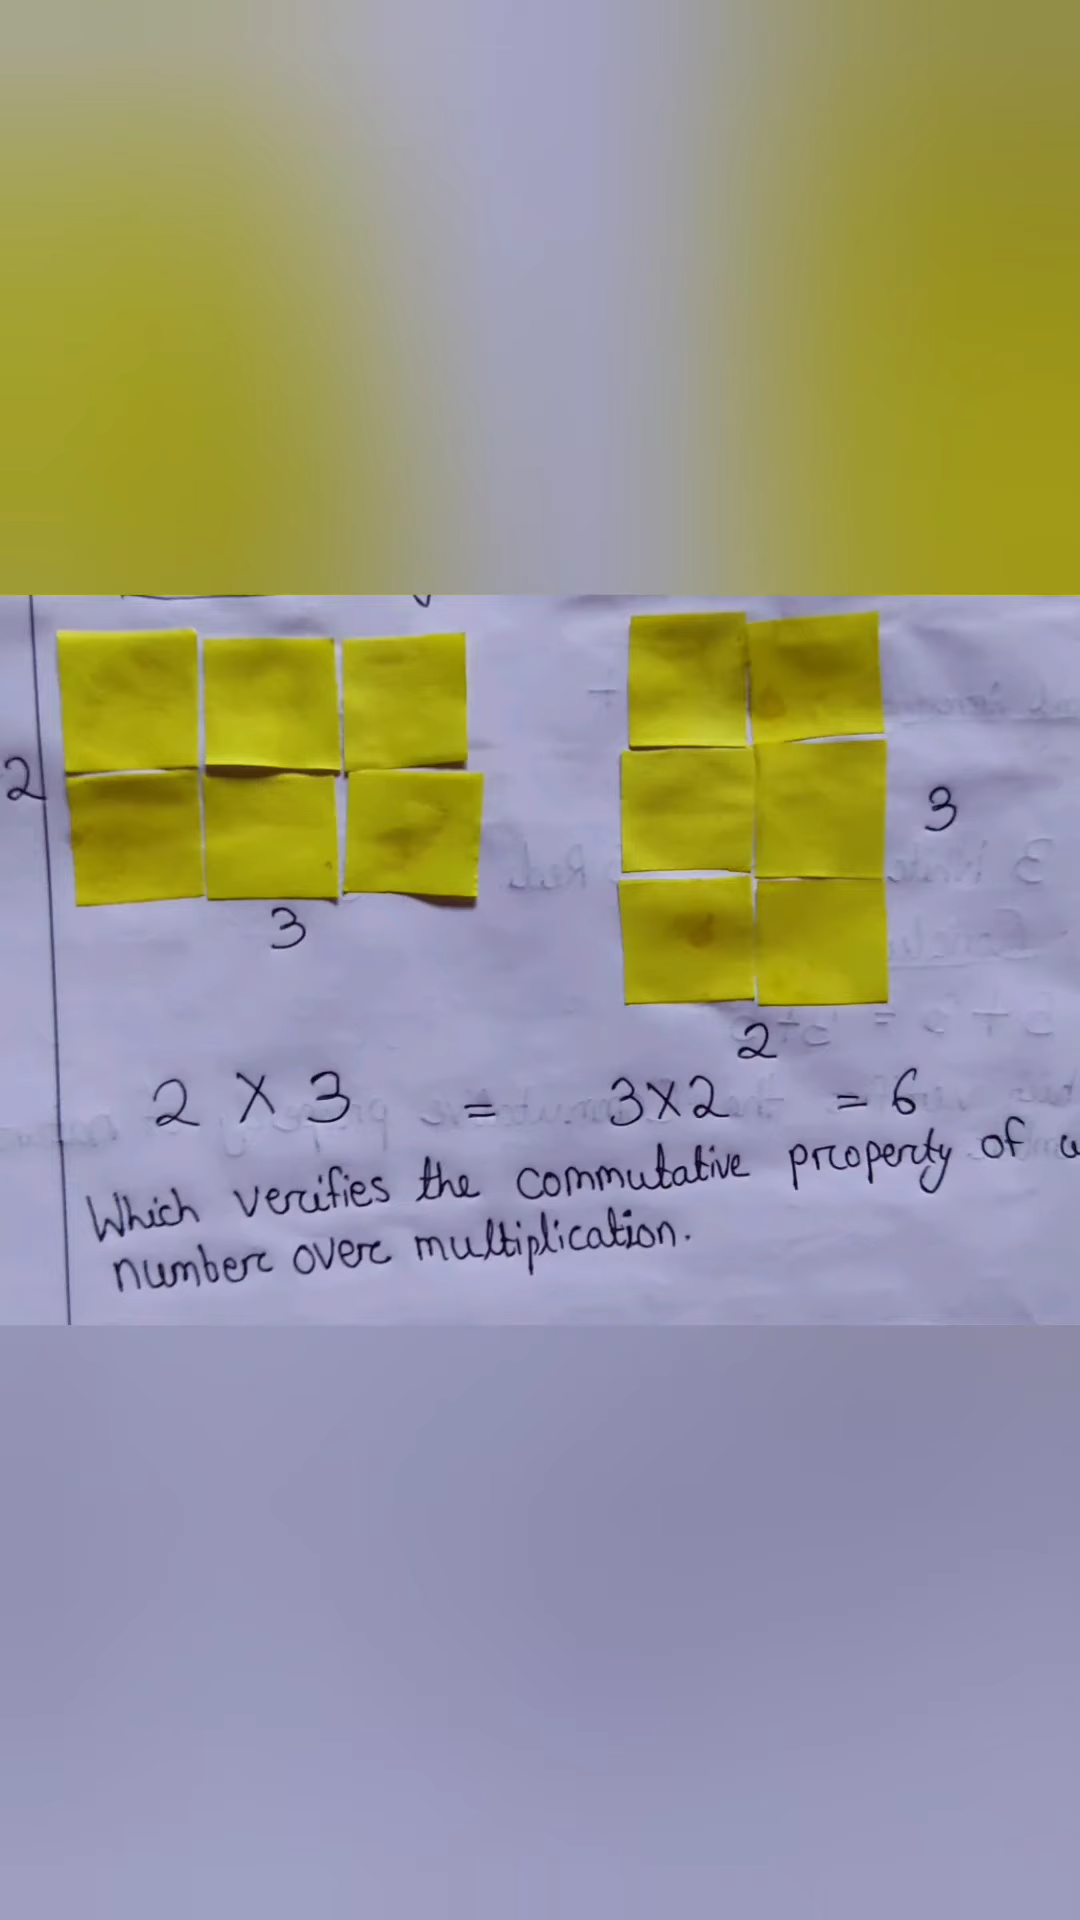 2
3
3
2
2 X 3 = 3X2 = 6
Which verifies the commutative property of
number over multiplication.